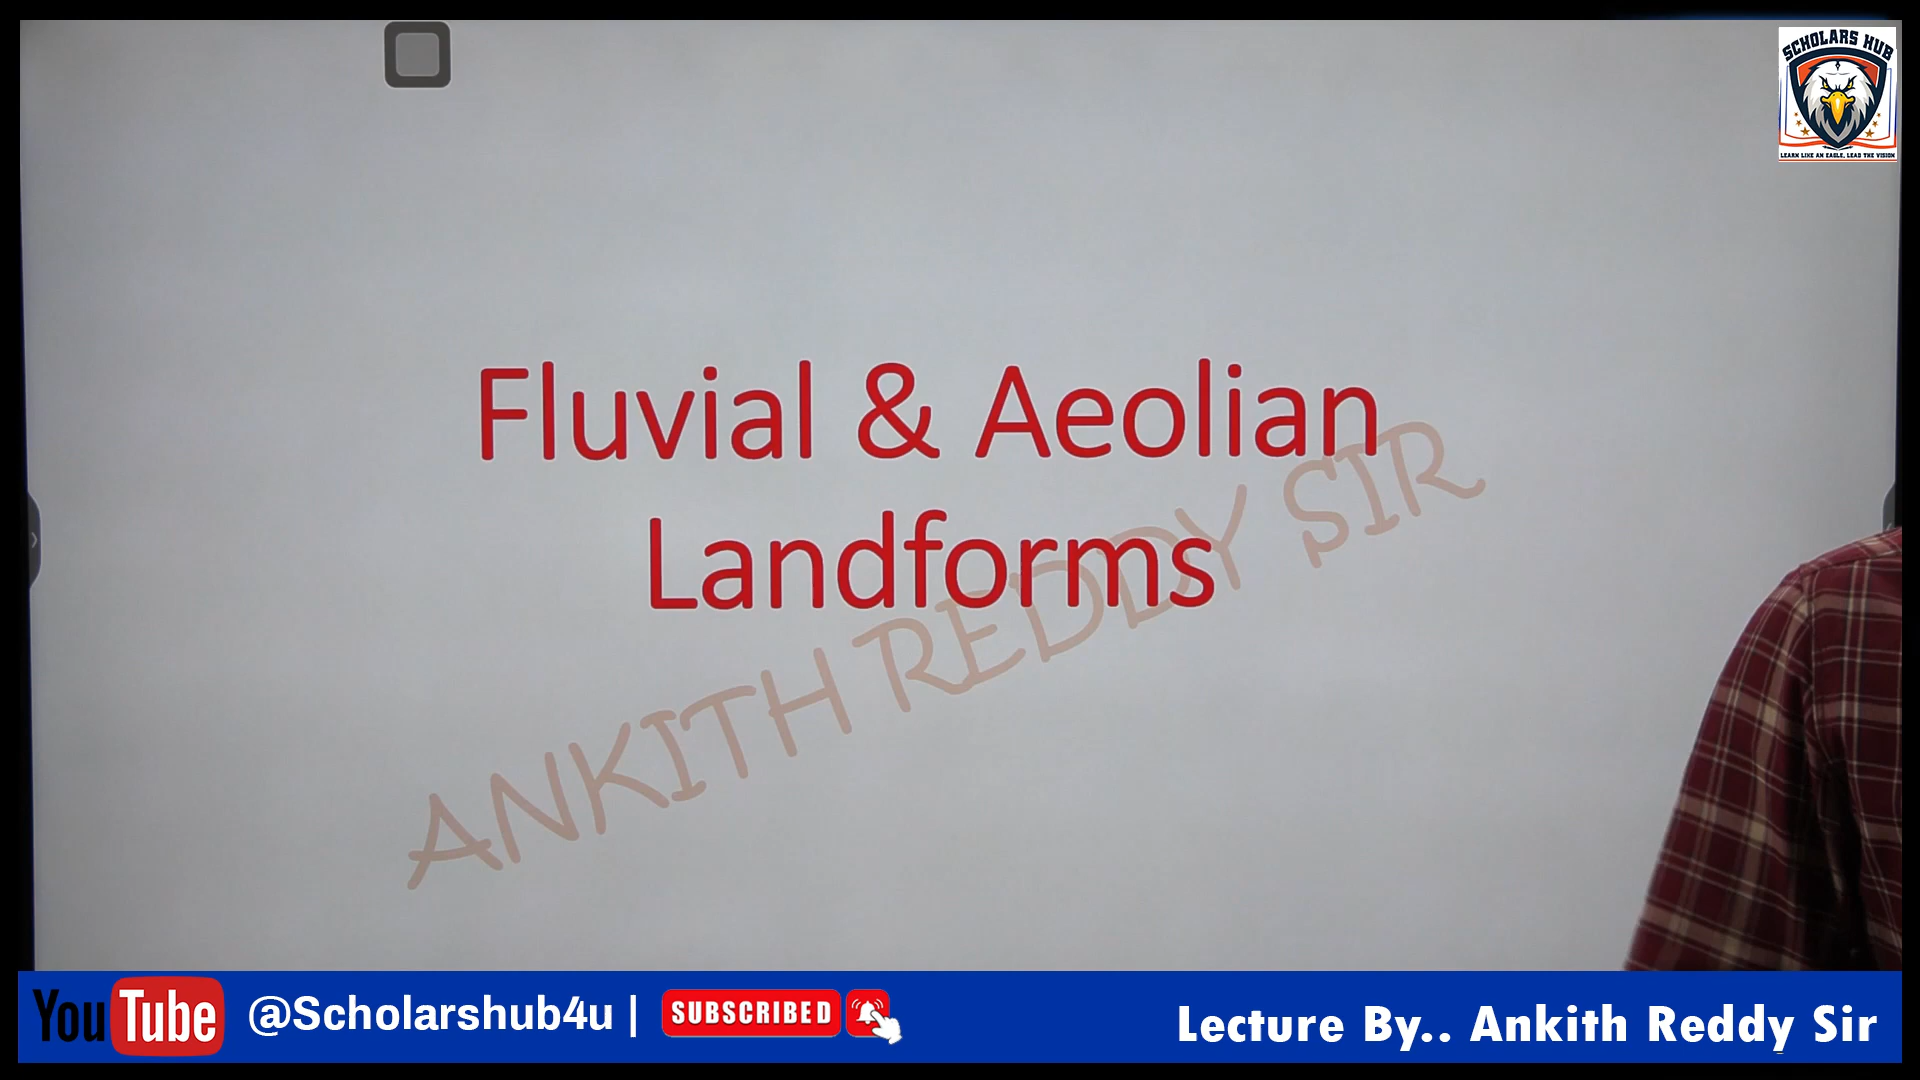 SCHOLARS HUB
LEARN LIKE AN EAGLE, LEAD THE VISION
Fluvial & Aeolian
Landforms
ANKITH REDDY SIR
YouTube @Scholarshub4u | SUBSCRIBED
Lecture By.. Ankith Reddy Sir